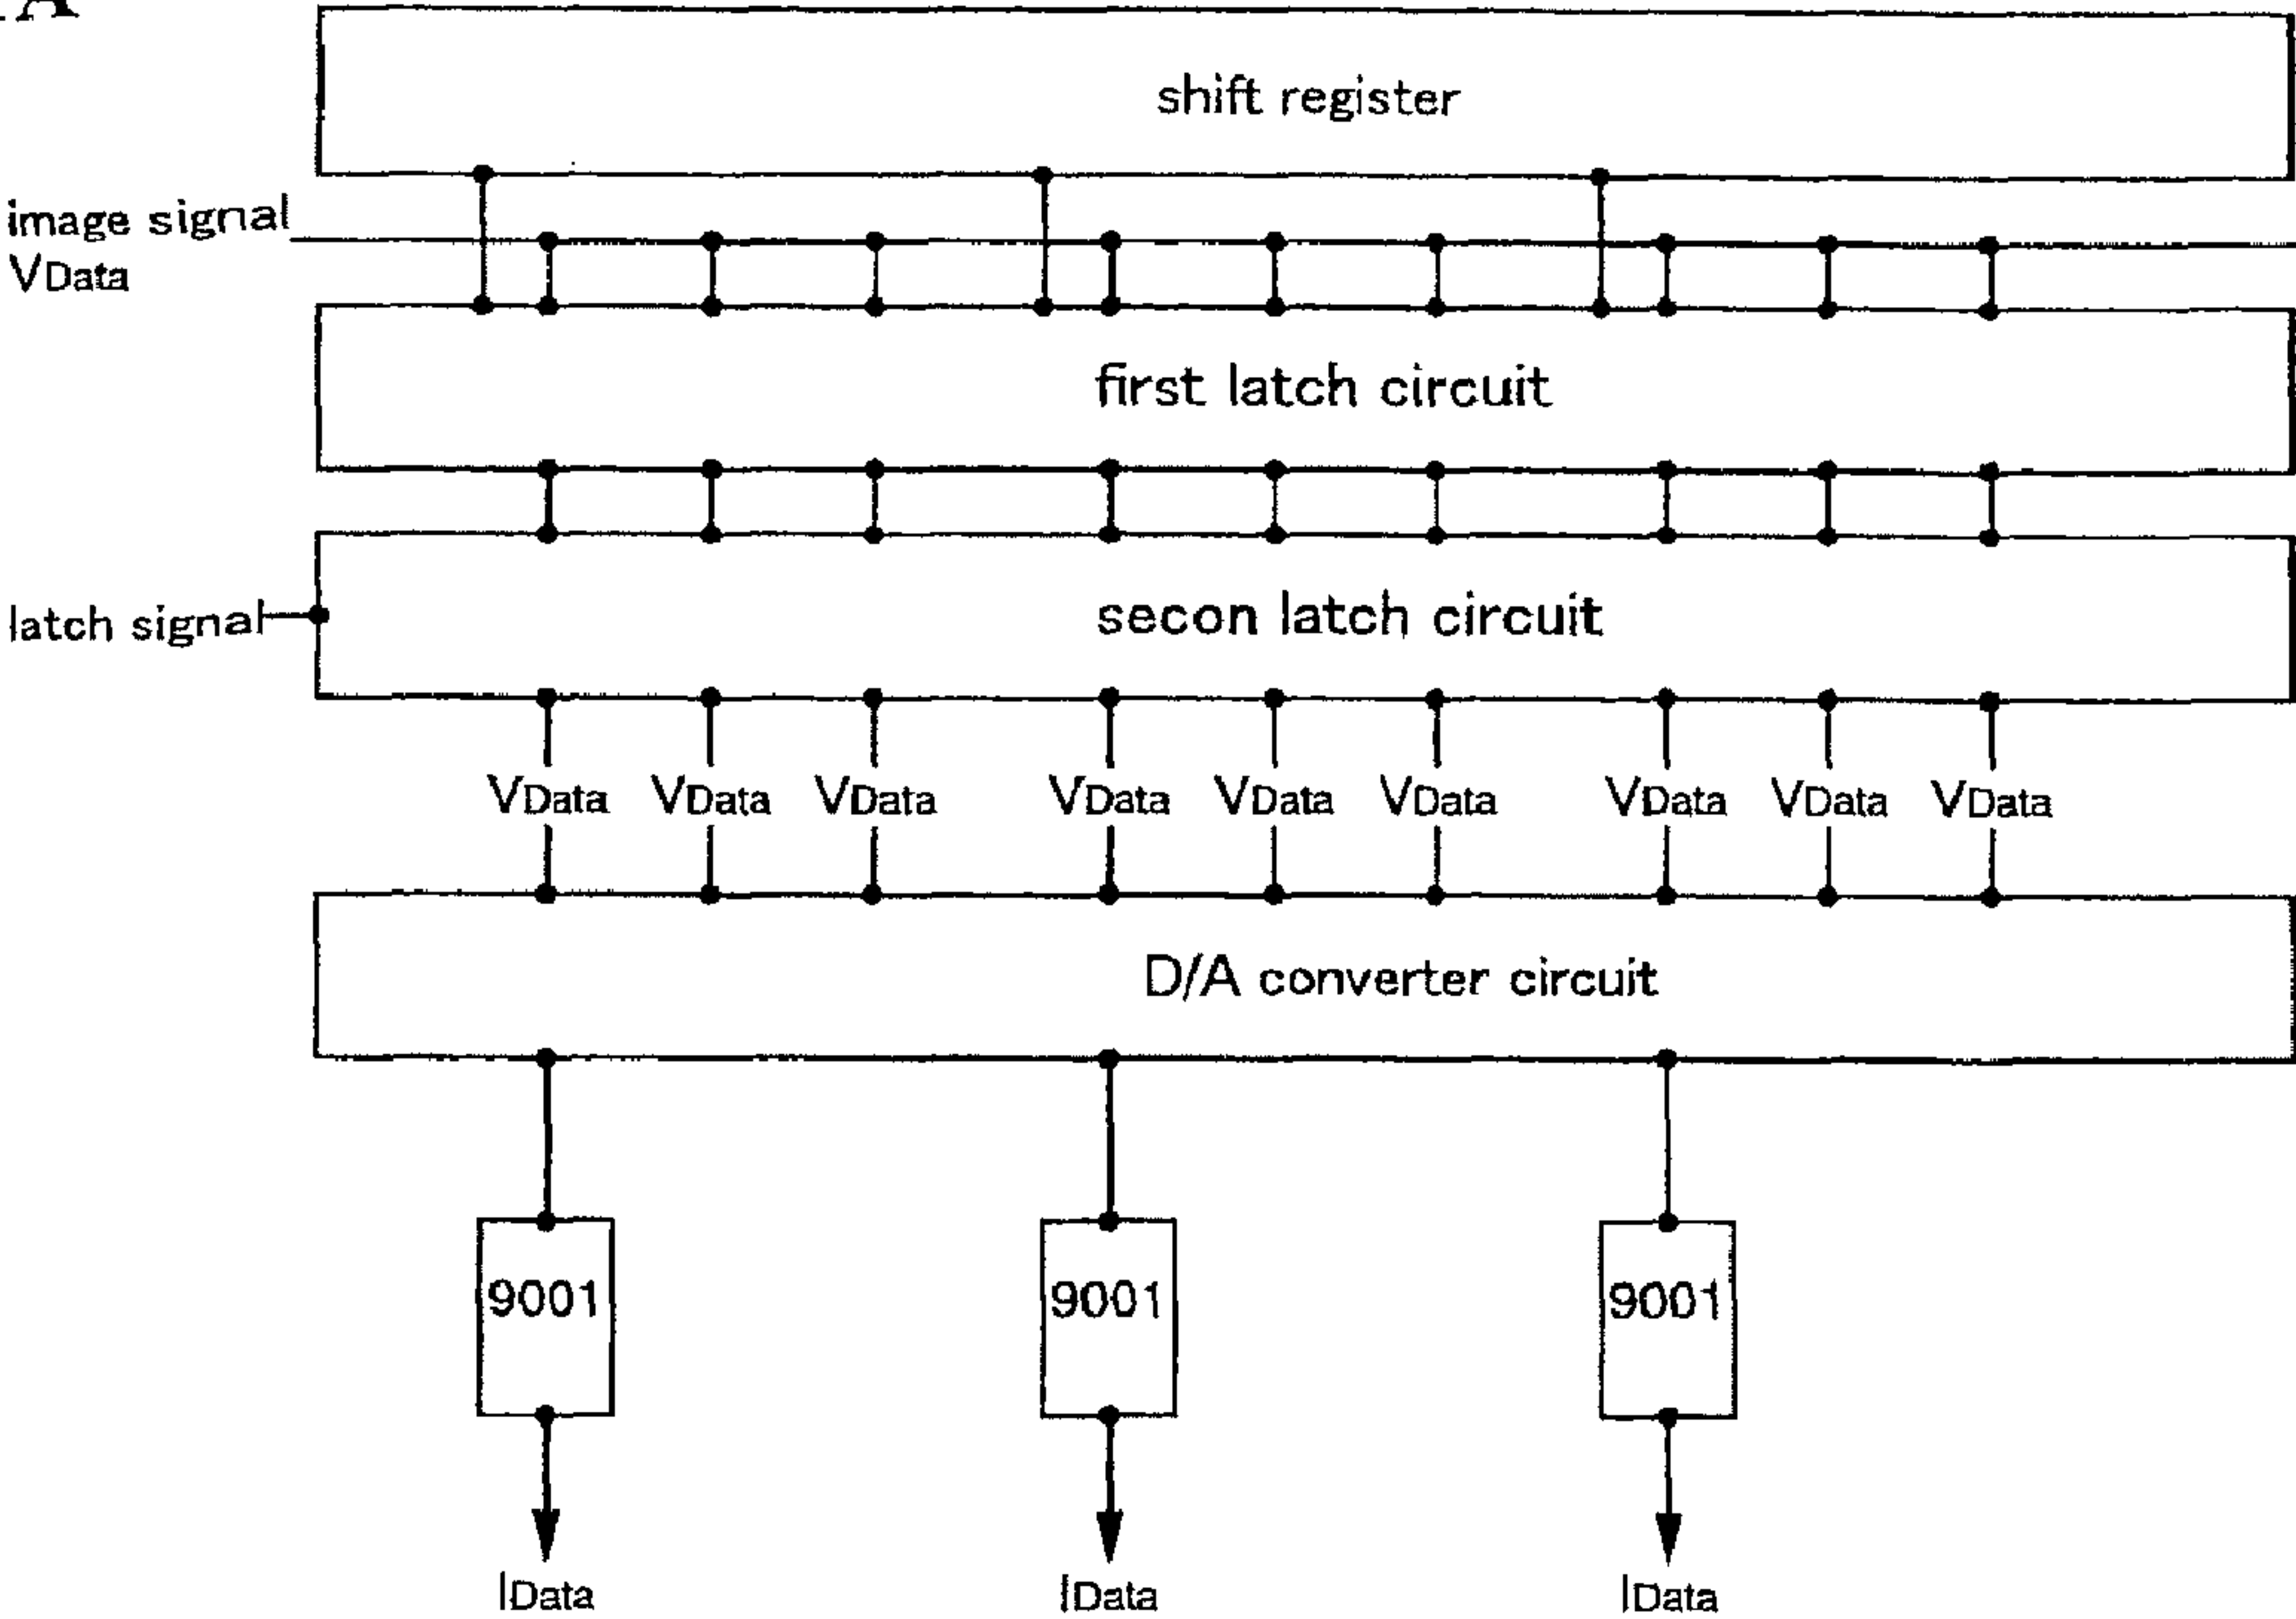 A
shift register
image signal
VData
first latch circuit
secon latch circuit
latch signal
VData VData VData VData VData VData VData VData VData
D/A converter circuit
9001 9001 9001
IData IData IData